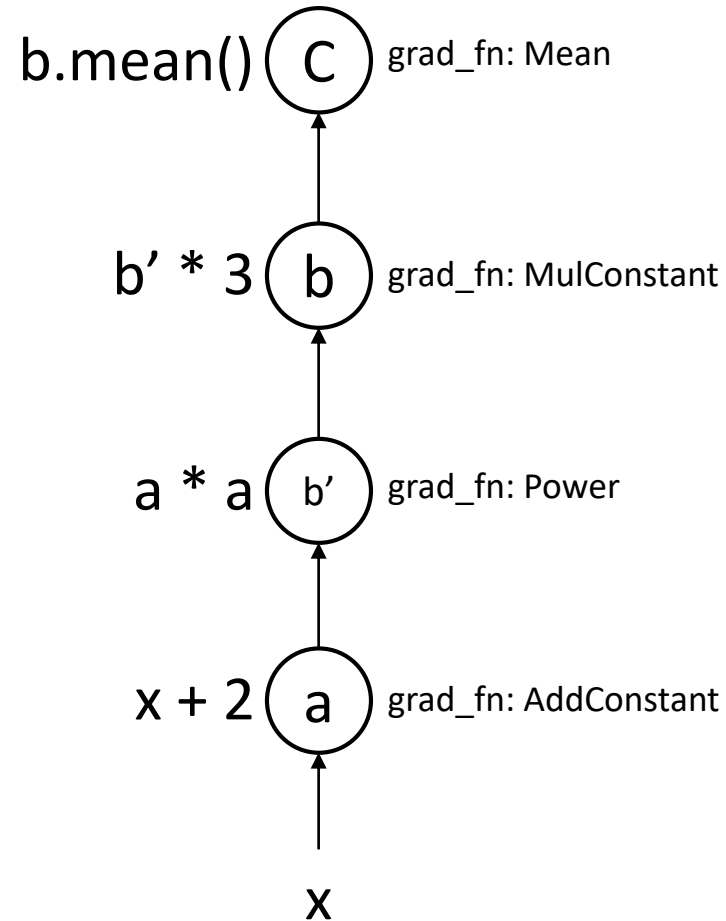 b.mean() C grad_fn: Mean
b’ * 3 b grad_fn: MulConstant
a * a b’ grad_fn: Power
x + 2 a grad_fn: AddConstant
x